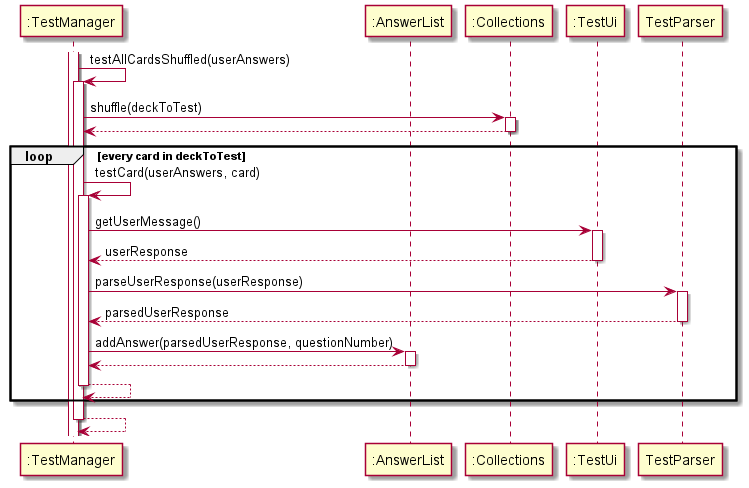 :TestManager :AnswerList :Collections :TestUi TestParser
testAllCardsShuffled(userAnswers)
shuffle(deckToTest)
loop [every card in deckToTest]
testCard(userAnswers, card)
getUserMessage()
userResponse
parseUserResponse(userResponse)
parsedUserResponse
addAnswer(parsedUserResponse, questionNumber)
:TestManager :AnswerList :Collections :TestUi TestParser